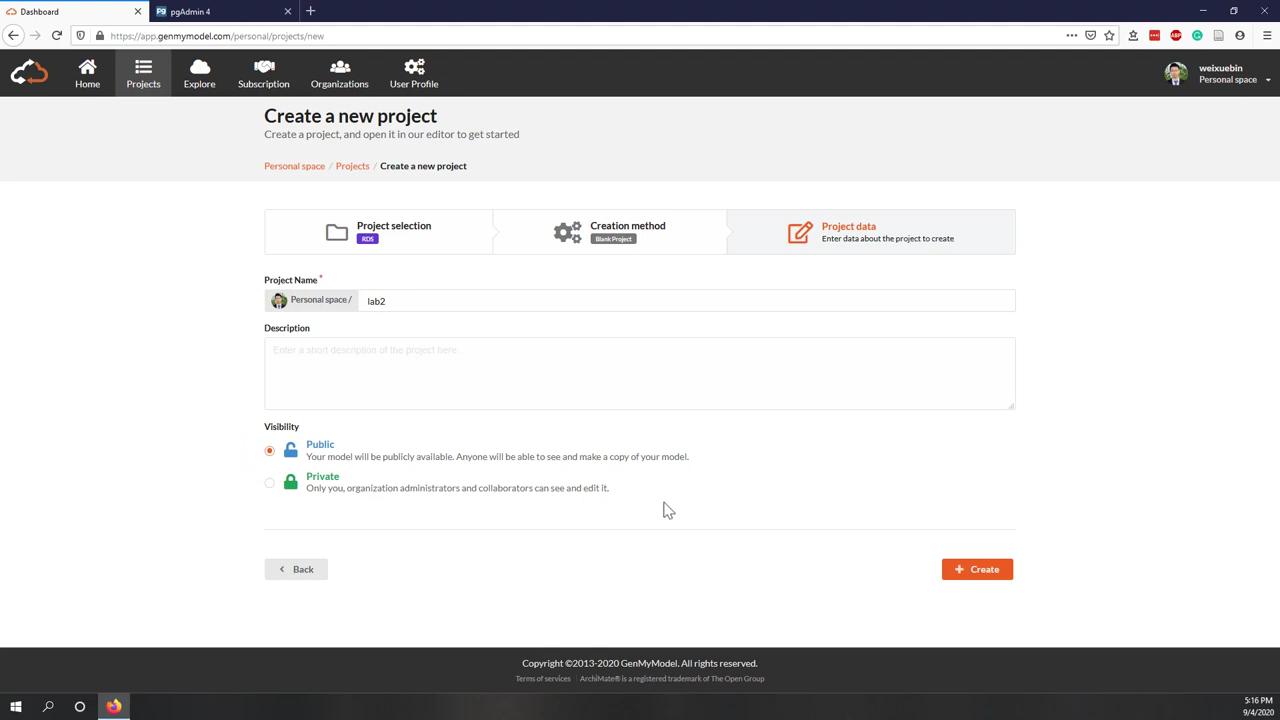 Dashboard
pgAdmin 4
https://app.genmymodel.com/personal/projects/new
Home
Projects
Explore
Subscription
Organizations
User Profile
weixuebin
Personal space
Create a new project
Create a project, and open it in our editor to get started
Personal space / Projects / Create a new project
Project selection
RDS
Creation method
Blank Project
Project data
Enter data about the project to create
Project Name *
Personal space / lab2
Description
Enter a short description of the project here.
Visibility
Public
Your model will be publicly available. Anyone will be able to see and make a copy of your model.
Private
Only you, organization administrators and collaborators can see and edit it.
Back
Create
Copyright ©2013-2020 GenMyModel. All rights reserved.
Terms of services | ArchiMate® is a registered trademark of The Open Group
5:16 PM
9/4/2020